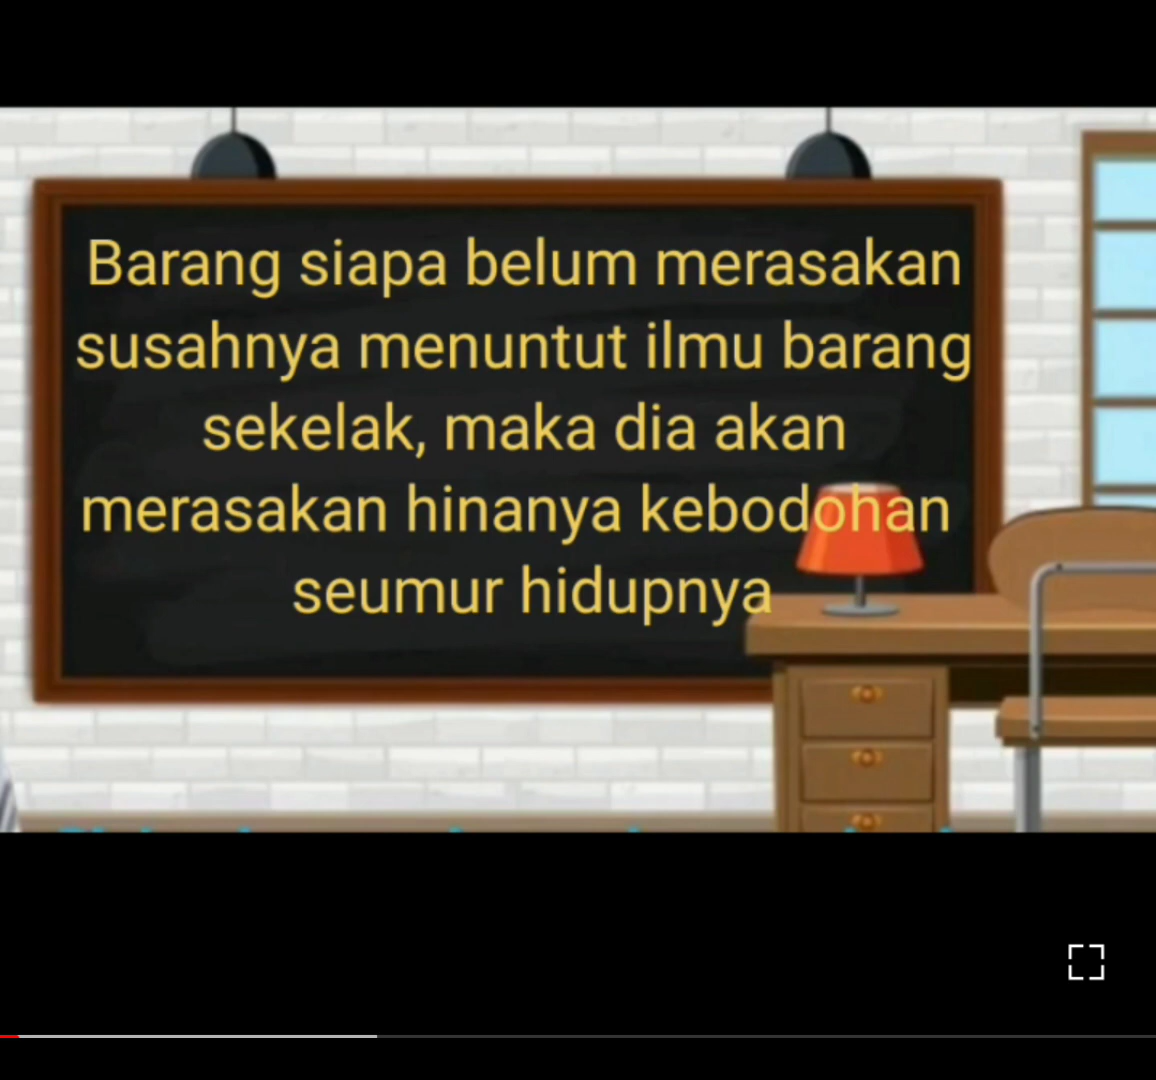 Barang siapa belum merasakan
susahnya menuntut ilmu barang
sekelak, maka dia akan
merasakan hinanya kebodohan
seumur hidupnya